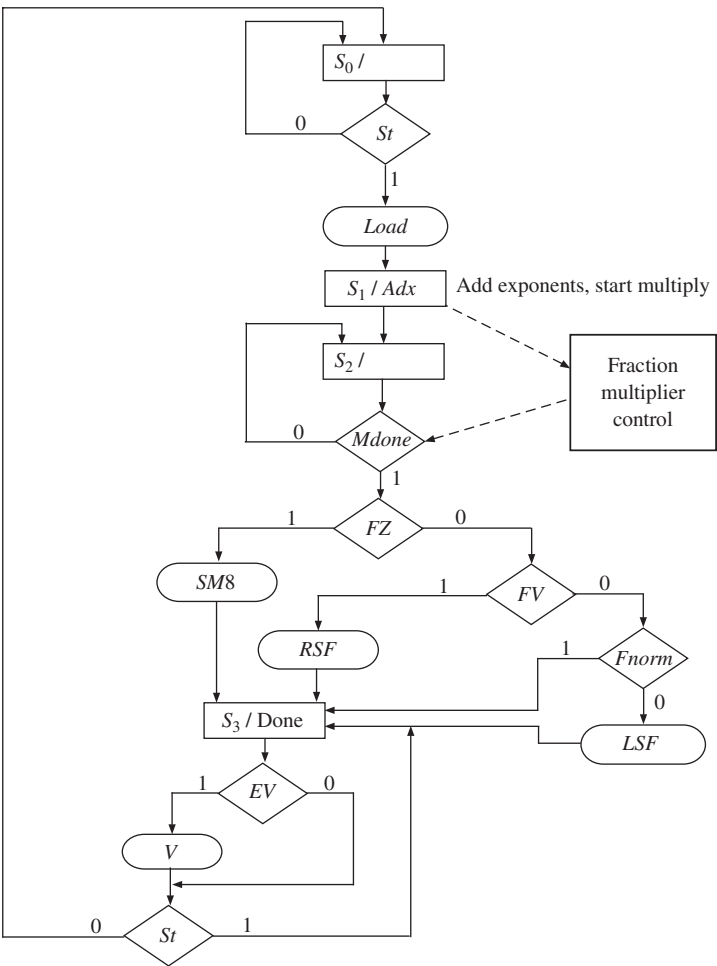 S0 /
St
0
1
Load
S1 / Adx
Add exponents, start multiply
S2 /
Fraction
multiplier
control
Mdone
0
1
FZ
1
0
SM8
FV
1
0
RSF
Fnorm
1
0
S3 / Done
LSF
EV
1
0
V
St
0
1